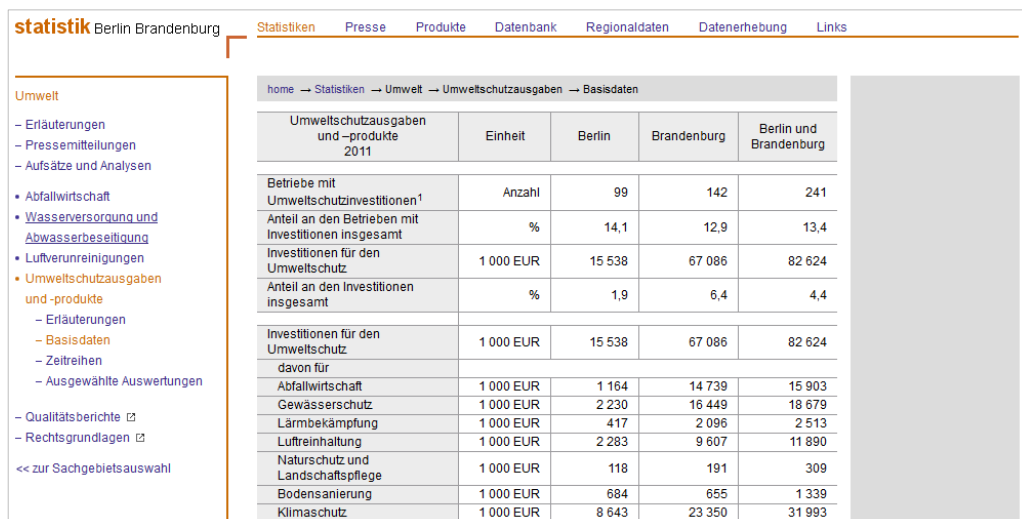 statistik Berlin Brandenburg
Statistiken Presse Produkte Datenbank Regionaldaten Datenerhebung Links
Umwelt
– Erläuterungen
– Pressemitteilungen
– Aufsätze und Analysen
• Abfallwirtschaft
• Wasserversorgung und
Abwasserbeseitigung
• Luftverunreinigungen
• Umweltschutzausgaben
und -produkte
– Erläuterungen
– Basisdaten
– Zeitreihen
– Ausgewählte Auswertungen
– Qualitätsberichte
– Rechtsgrundlagen
<< zur Sachgebietsauswahl
home → Statistiken → Umwelt → Umweltschutzausgaben → Basisdaten
Umweltschutzausgaben
und –produkte
2011
Einheit
Berlin
Brandenburg
Berlin und
Brandenburg
Betriebe mit
Umweltschutzinvestitionen¹ Anzahl 99 142 241
Anteil an den Betrieben mit
Investitionen insgesamt % 14,1 12,9 13,4
Investitionen für den
Umweltschutz 1 000 EUR 15 538 67 086 82 624
Anteil an den Investitionen
insgesamt % 1,9 6,4 4,4
Investitionen für den
Umweltschutz 1 000 EUR 15 538 67 086 82 624
davon für
Abfallwirtschaft 1 000 EUR 1 164 14 739 15 903
Gewässerschutz 1 000 EUR 2 230 16 449 18 679
Lärmbekämpfung 1 000 EUR 417 2 096 2 513
Luftreinhaltung 1 000 EUR 2 283 9 607 11 890
Naturschutz und
Landschaftspflege 1 000 EUR 118 191 309
Bodensanierung 1 000 EUR 684 655 1 339
Klimaschutz 1 000 EUR 8 643 23 350 31 993